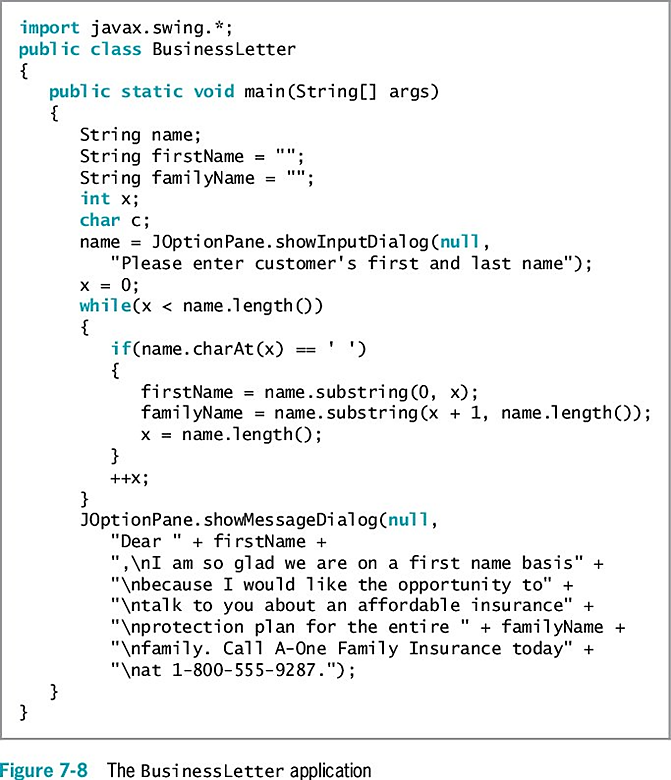 import javax.swing.*;
public class BusinessLetter
{
   public static void main(String[] args)
   {
      String name;
      String firstName = "";
      String familyName = "";
      int x;
      char c;
      name = JOptionPane.showInputDialog(null,
         "Please enter customer's first and last name");
      x = 0;
      while(x < name.length())
      {
         if(name.charAt(x) == ' ')
         {
            firstName = name.substring(0, x);
            familyName = name.substring(x + 1, name.length());
            x = name.length();
         }
         ++x;
      }
      JOptionPane.showMessageDialog(null,
         "Dear " + firstName +
         ",\nI am so glad we are on a first name basis" +
         "\nbecause I would like the opportunity to" +
         "\ntalk to you about an affordable insurance" +
         "\nprotection plan for the entire " + familyName +
         "\nfamily. Call A-One Family Insurance today" +
         "\nat 1-800-555-9287.");
   }
}
Figure 7-8 The BusinessLetter application